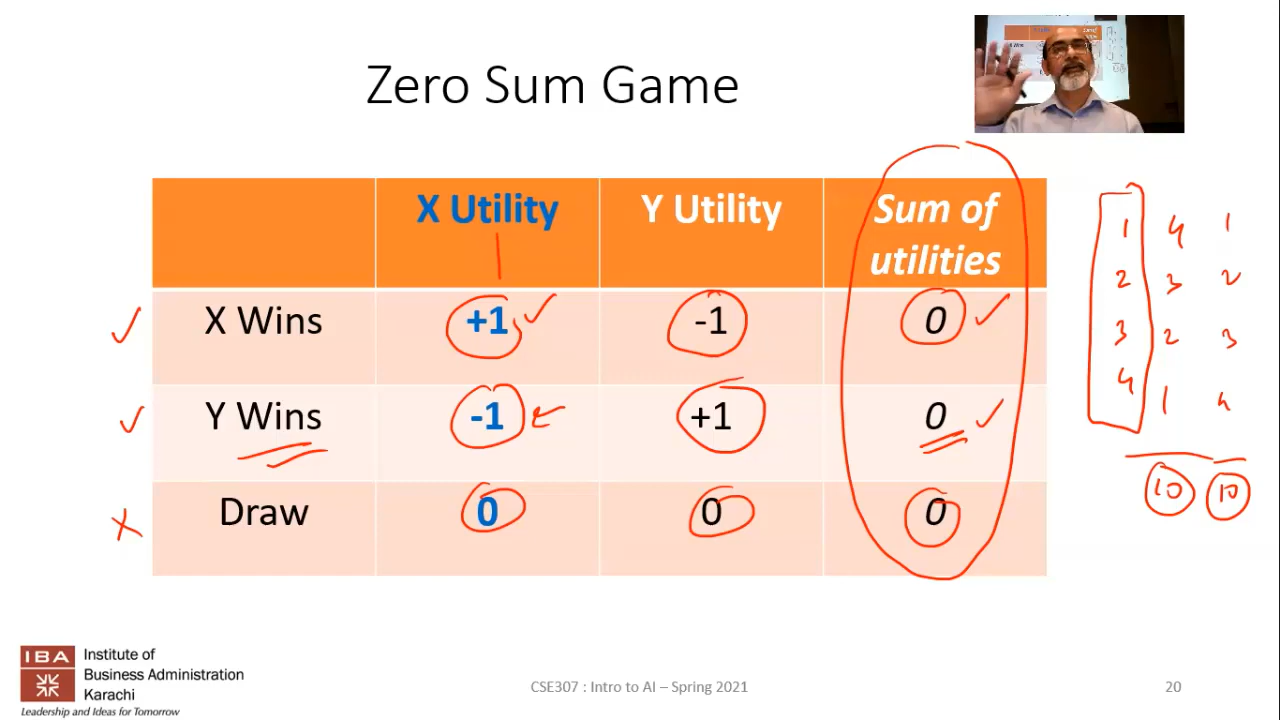 Zero Sum Game
X Utility Y Utility Sum of
utilities
X Wins +1 -1 0
Y Wins -1 +1 0
Draw 0 0 0
1 4 1
2 3 2
3 2 3
4 1 4
10 10
IBA Institute of
Business Administration
Karachi
Leadership and Ideas for Tomorrow
CSE307 : Intro to AI – Spring 2021
20